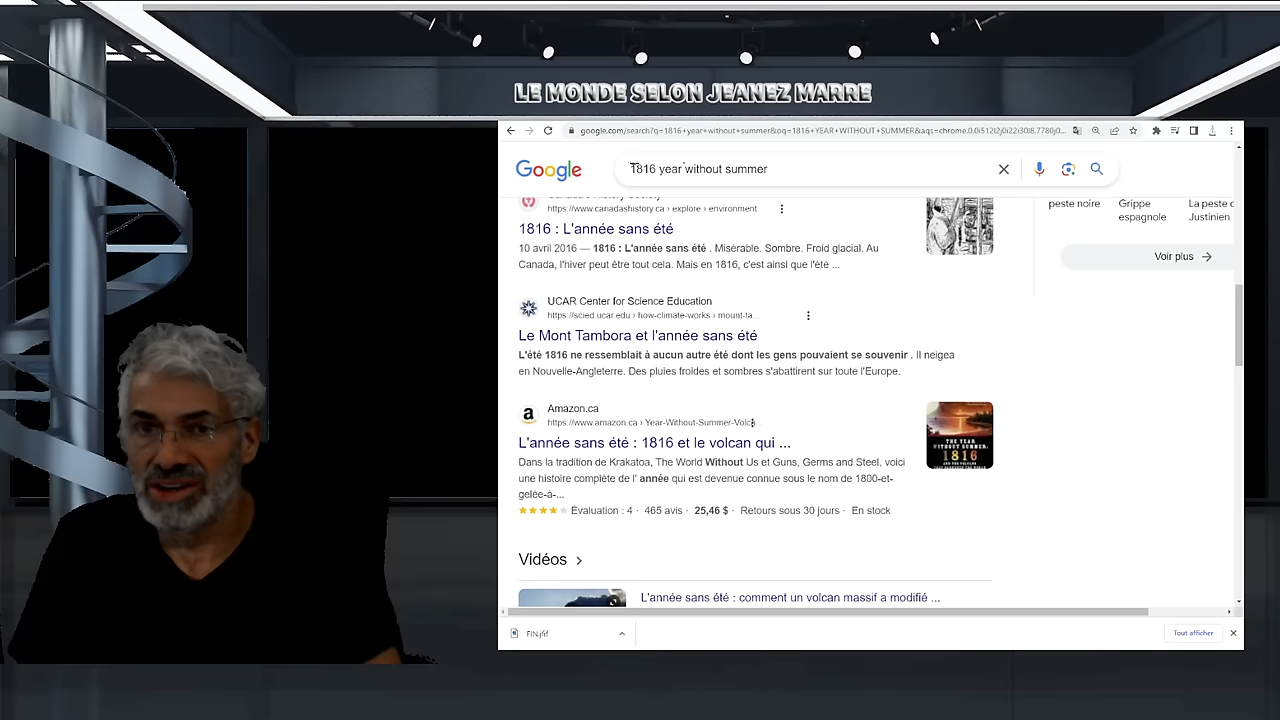 LE MONDE SELON JEANEZ MARRE
google.com/search?q=1816+year+without+summer&oq=1816+YEAR+WITHOUT+SUMMER&aqs=chrome.0.0i512l2j0i22i30l8.7780j0...
Google
1816 year without summer
https://www.canadashistory.ca › explore › environment
1816 : L'année sans été
10 avril 2016 — 1816 : L'année sans été . Misérable. Sombre. Froid glacial. Au
Canada, l'hiver peut être tout cela. Mais en 1816, c'est ainsi que l'été ...
peste noire
Grippe
espagnole
La peste c
Justinien
Voir plus
UCAR Center for Science Education
https://scied.ucar.edu › how-climate-works › mount-ta...
Le Mont Tambora et l'année sans été
L'été 1816 ne ressemblait à aucun autre été dont les gens pouvaient se souvenir . Il neigea
en Nouvelle-Angleterre. Des pluies froides et sombres s'abattirent sur toute l'Europe.
a
Amazon.ca
https://www.amazon.ca › Year-Without-Summer-Volca...
L'année sans été : 1816 et le volcan qui ...
Dans la tradition de Krakatoa, The World Without Us et Guns, Germs and Steel, voici
une histoire complète de l' année qui est devenue connue sous le nom de 1800-et-
gelée-à-...
Évaluation : 4 · 465 avis · 25,46 $ · Retours sous 30 jours · En stock
THE YEAR
WITHOUT SUMMER
1816
Vidéos
L'année sans été : comment un volcan massif a modifié ...
FIN.jfif
Tout afficher